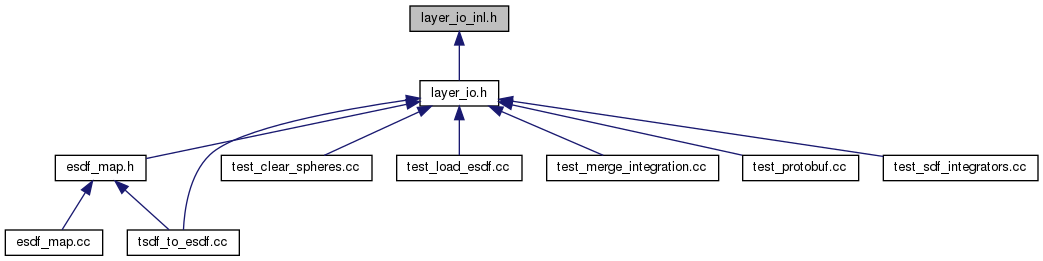 layer_io_inl.h
layer_io.h
esdf_map.h
test_clear_spheres.cc
test_load_esdf.cc
test_merge_integration.cc
test_protobuf.cc
test_sdf_integrators.cc
esdf_map.cc
tsdf_to_esdf.cc